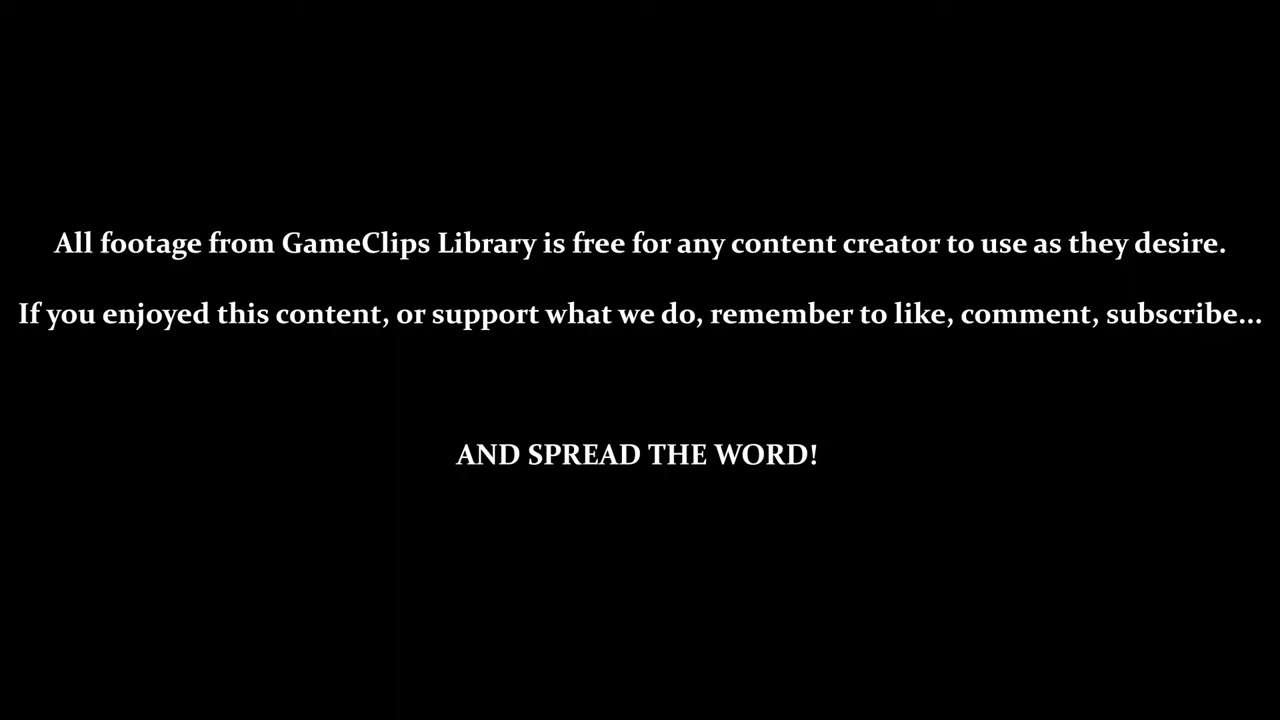 All footage from GameClips Library is free for any content creator to use as they desire.
If you enjoyed this content, or support what we do, remember to like, comment, subscribe...
AND SPREAD THE WORD!